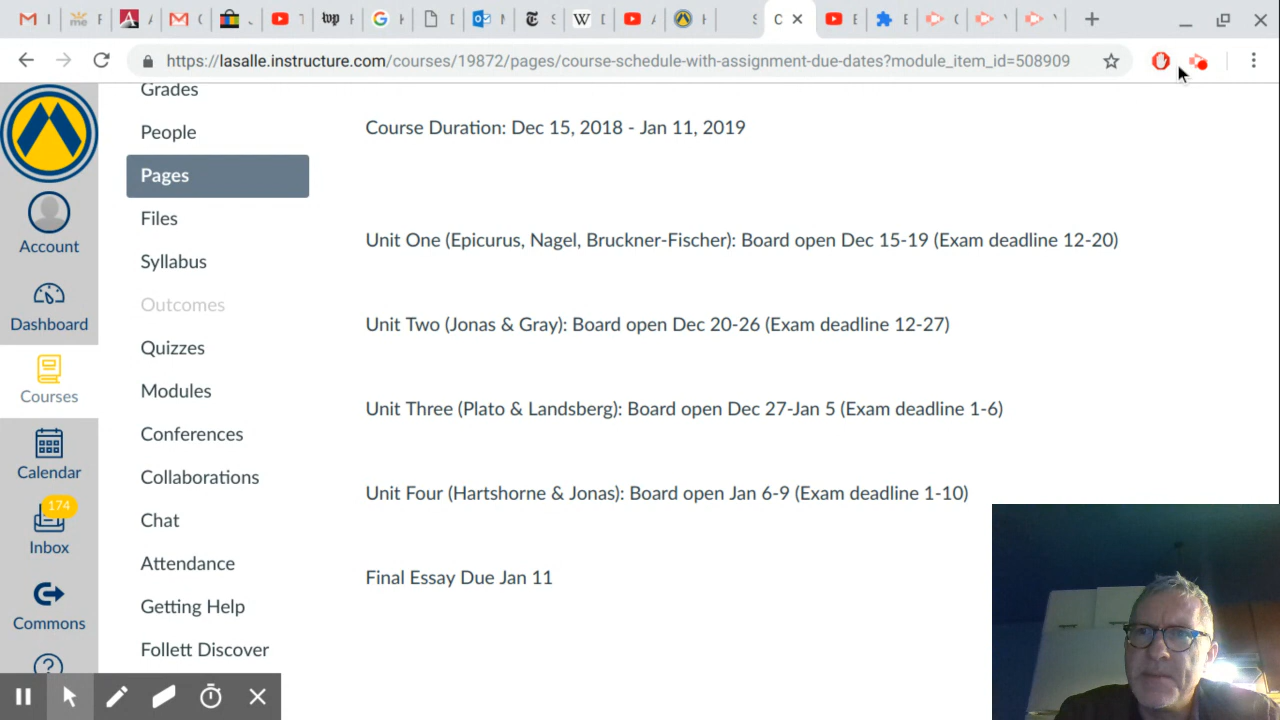 https://lasalle.instructure.com/courses/19872/pages/course-schedule-with-assignment-due-dates?module_item_id=508909
Account
Dashboard
Courses
Calendar
174
Inbox
Commons
Grades
People
Pages
Files
Syllabus
Outcomes
Quizzes
Modules
Conferences
Collaborations
Chat
Attendance
Getting Help
Follett Discover
Course Duration: Dec 15, 2018 - Jan 11, 2019
Unit One (Epicurus, Nagel, Bruckner-Fischer): Board open Dec 15-19 (Exam deadline 12-20)
Unit Two (Jonas & Gray): Board open Dec 20-26 (Exam deadline 12-27)
Unit Three (Plato & Landsberg): Board open Dec 27-Jan 5 (Exam deadline 1-6)
Unit Four (Hartshorne & Jonas): Board open Jan 6-9 (Exam deadline 1-10)
Final Essay Due Jan 11